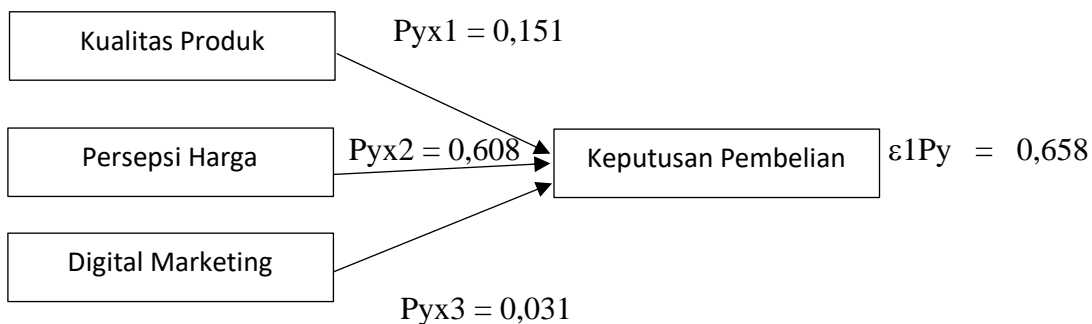 Kualitas Produk
Pyx1 = 0,151
Persepsi Harga
Pyx2 = 0,608
Keputusan Pembelian
ε1Py = 0,658
Digital Marketing
Pyx3 = 0,031